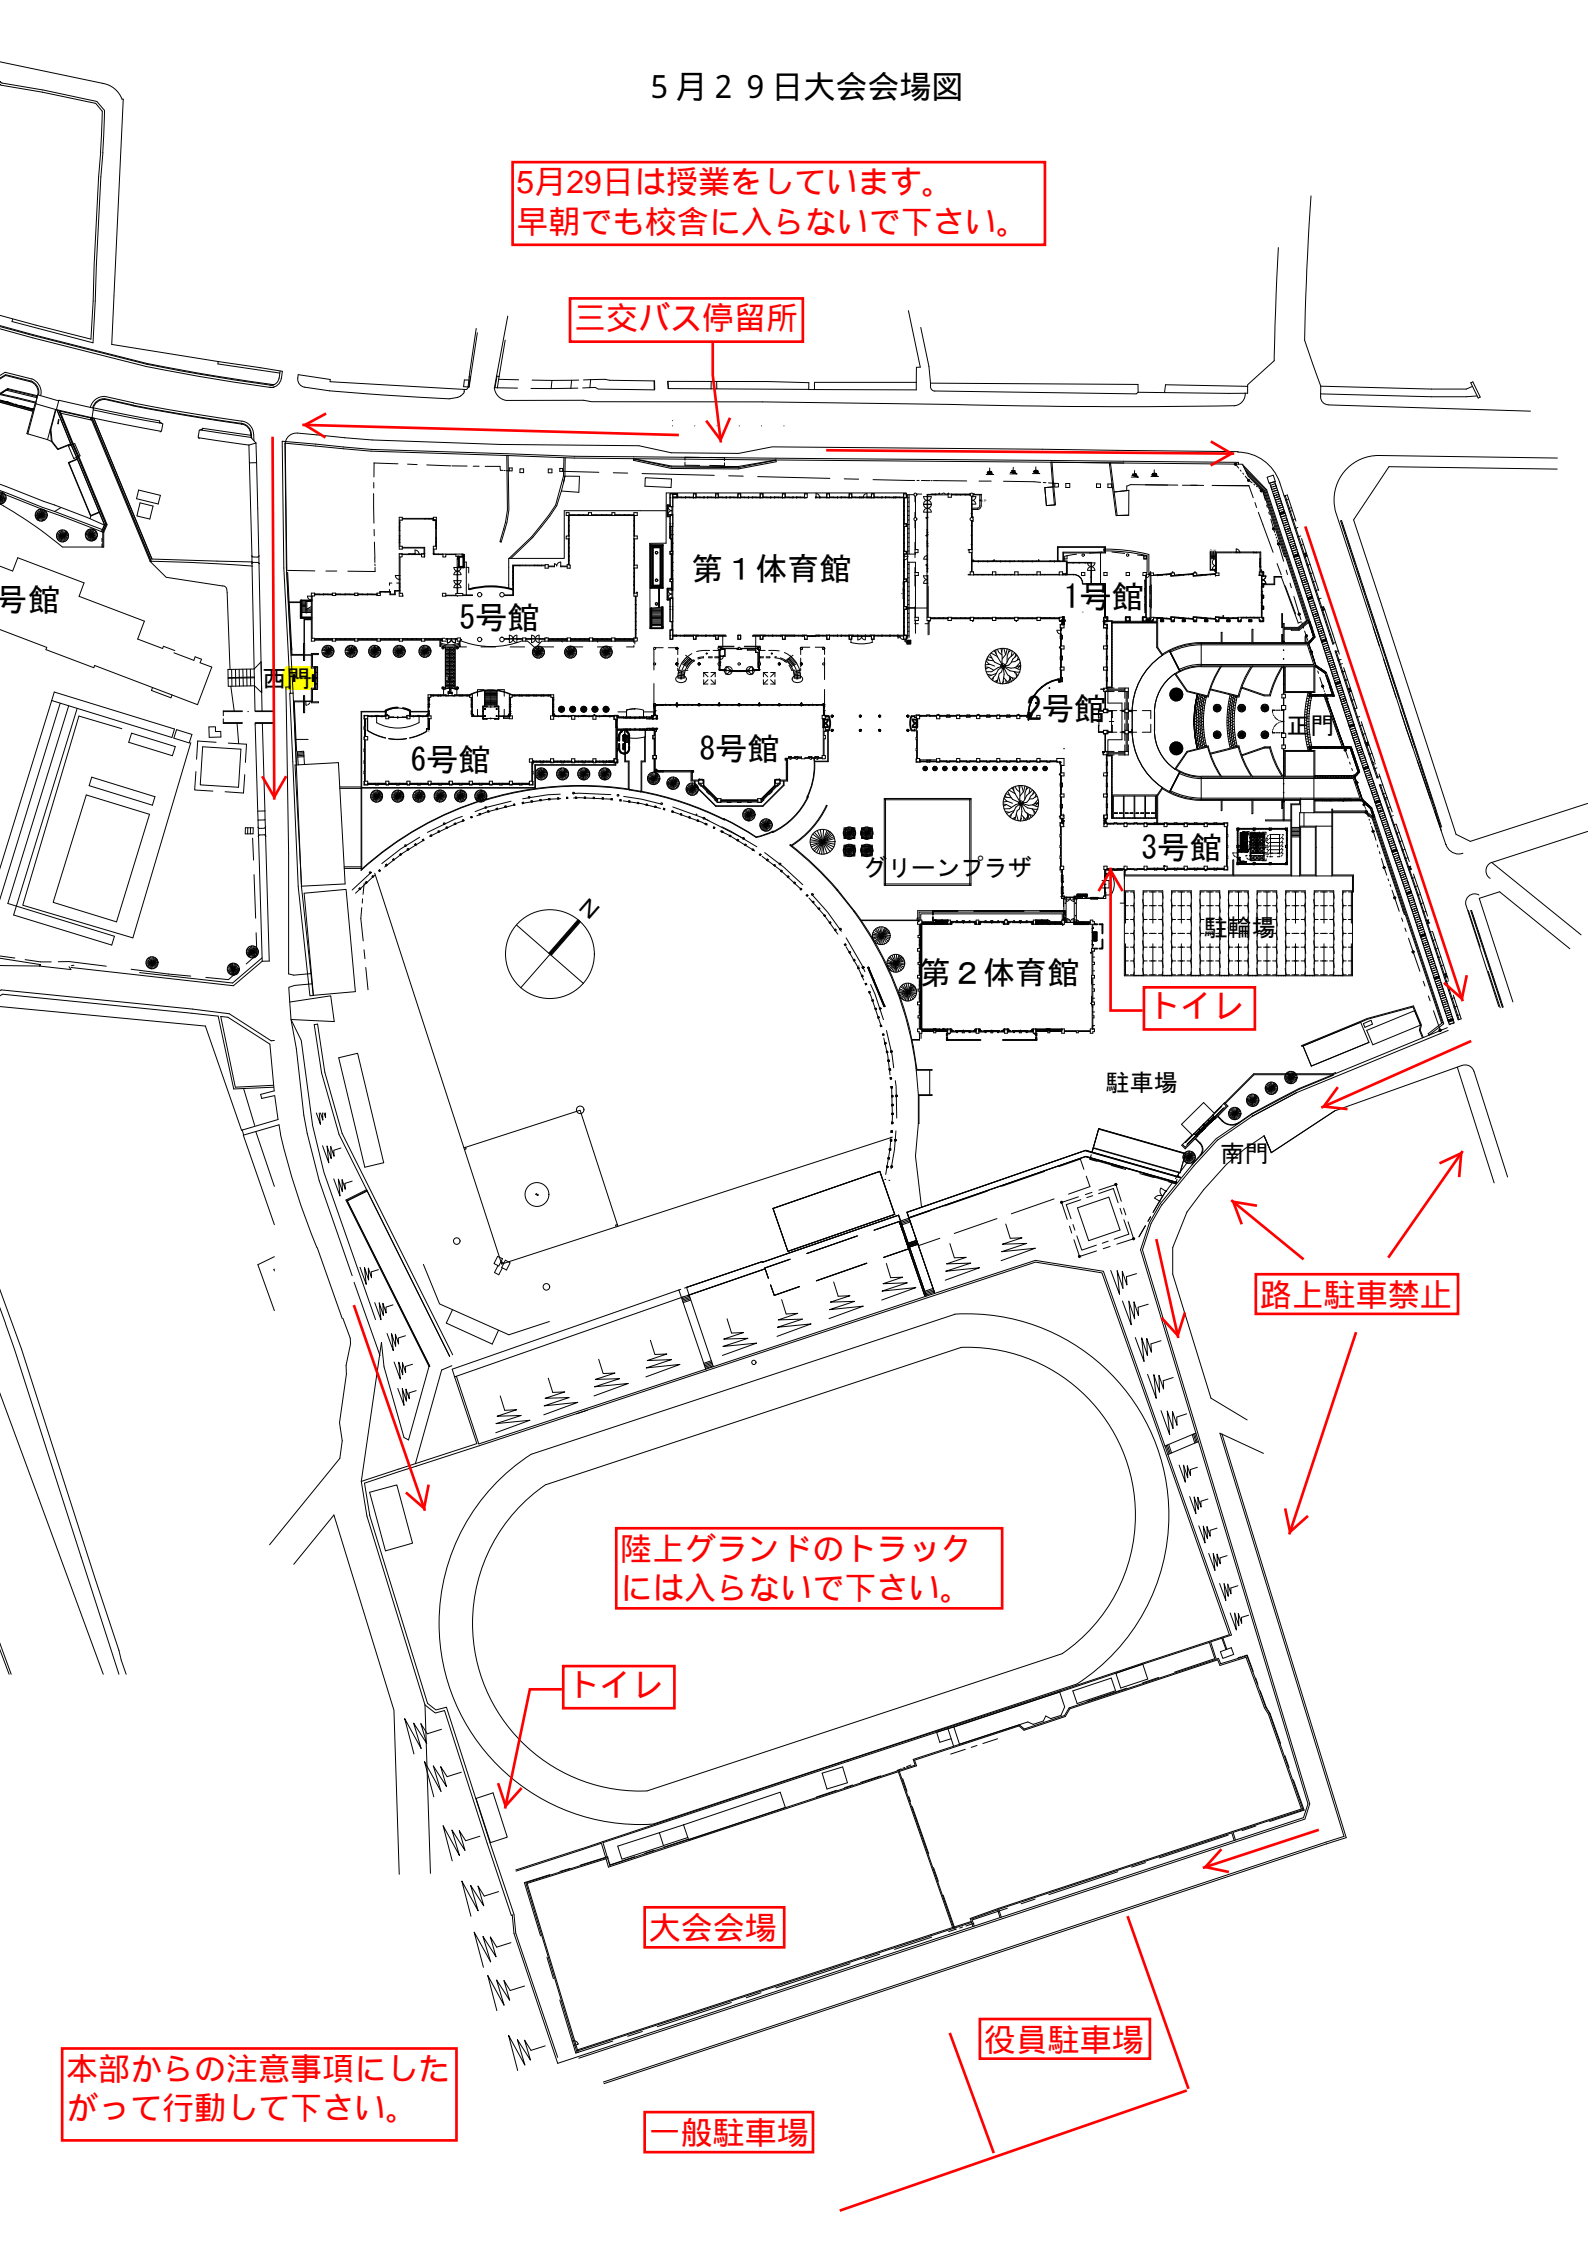 ５月２９日大会会場図
5月29日は授業をしています。
早朝でも校舎に入らないで下さい。
三交バス停留所
第１体育館
号館
5号館
1号館
西門
2号館
正門
6号館
8号館
3号館
グリーンプラザ
N
駐輪場
第２体育館
トイレ
駐車場
南門
路上駐車禁止
陸上グランドのトラック
には入らないで下さい。
トイレ
大会会場
役員駐車場
本部からの注意事項にした
がって行動して下さい。
一般駐車場